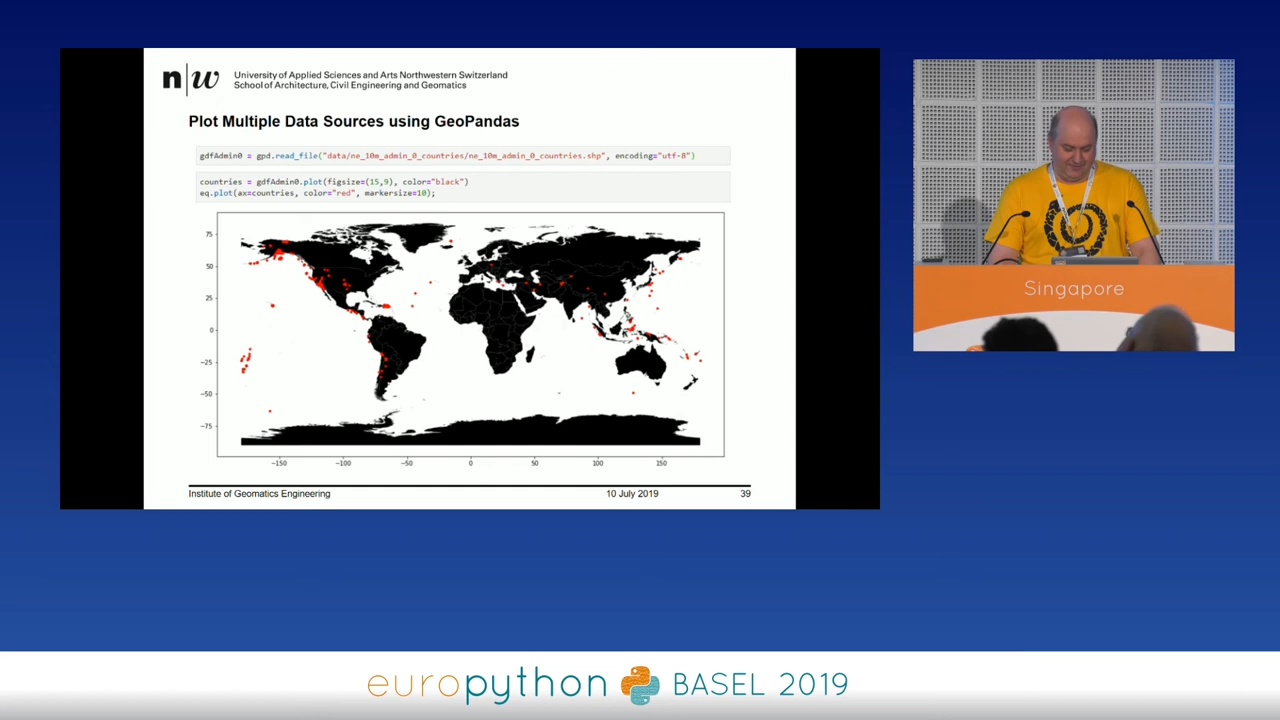 n|w
University of Applied Sciences and Arts Northwestern Switzerland
School of Architecture, Civil Engineering and Geomatics
Plot Multiple Data Sources using GeoPandas
gdfAdmin0 = gpd.read_file("data/ne_10m_admin_0_countries/ne_10m_admin_0_countries.shp", encoding="utf-8")
countries = gdfAdmin0.plot(figsize=(15,9), color="black")
eq.plot(ax=countries, color="red", markersize=10);
75
50
25
0
−25
−50
−75
−150 −100 −50 0 50 100 150
Institute of Geomatics Engineering 10 July 2019 39
Singapore
europython BASEL 2019